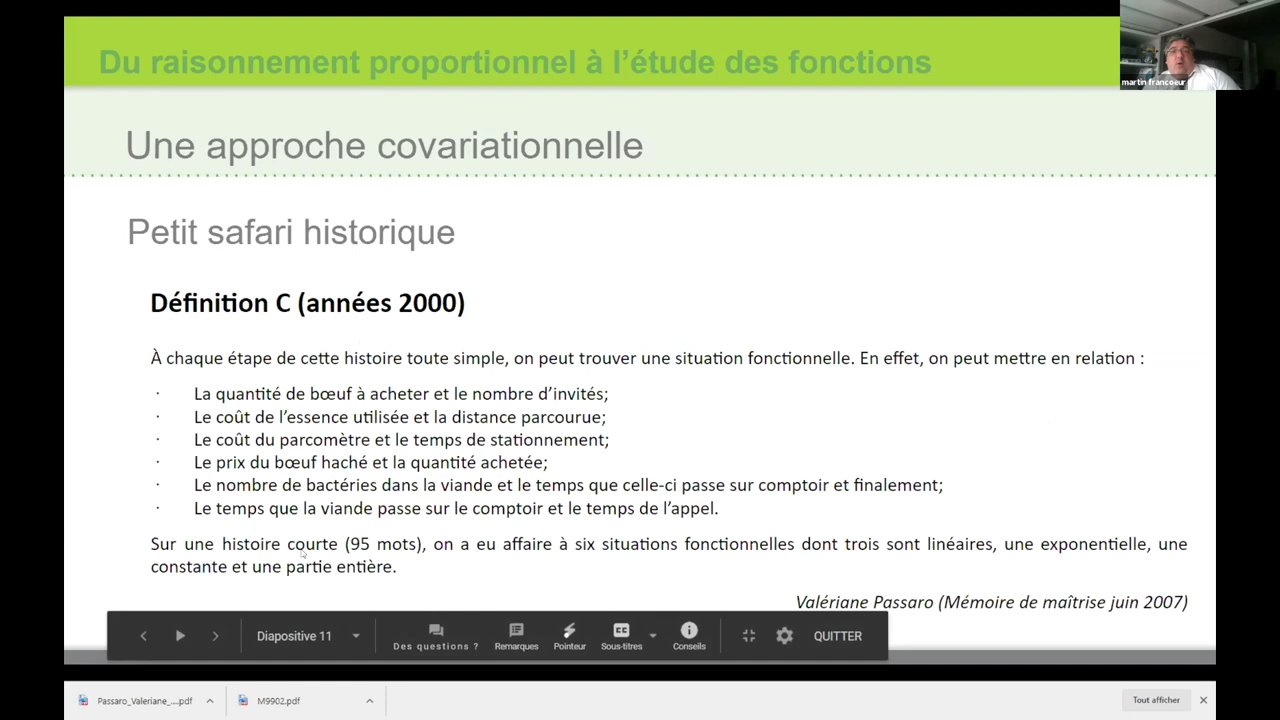 Du raisonnement proportionnel à l'étude des fonctions
martin francoeur
Une approche covariationnelle
Petit safari historique
Définition C (années 2000)
À chaque étape de cette histoire toute simple, on peut trouver une situation fonctionnelle. En effet, on peut mettre en relation :
· La quantité de bœuf à acheter et le nombre d'invités;
· Le coût de l'essence utilisée et la distance parcourue;
· Le coût du parcomètre et le temps de stationnement;
· Le prix du bœuf haché et la quantité achetée;
· Le nombre de bactéries dans la viande et le temps que celle-ci passe sur comptoir et finalement;
· Le temps que la viande passe sur le comptoir et le temps de l'appel.
Sur une histoire courte (95 mots), on a eu affaire à six situations fonctionnelles dont trois sont linéaires, une exponentielle, une
constante et une partie entière.
Valériane Passaro (Mémoire de maîtrise juin 2007)
Diapositive 11
Des questions ?
Remarques
Pointeur
Sous-titres
Conseils
QUITTER
Passaro_Valeriane_....pdf
M9902.pdf
Tout afficher